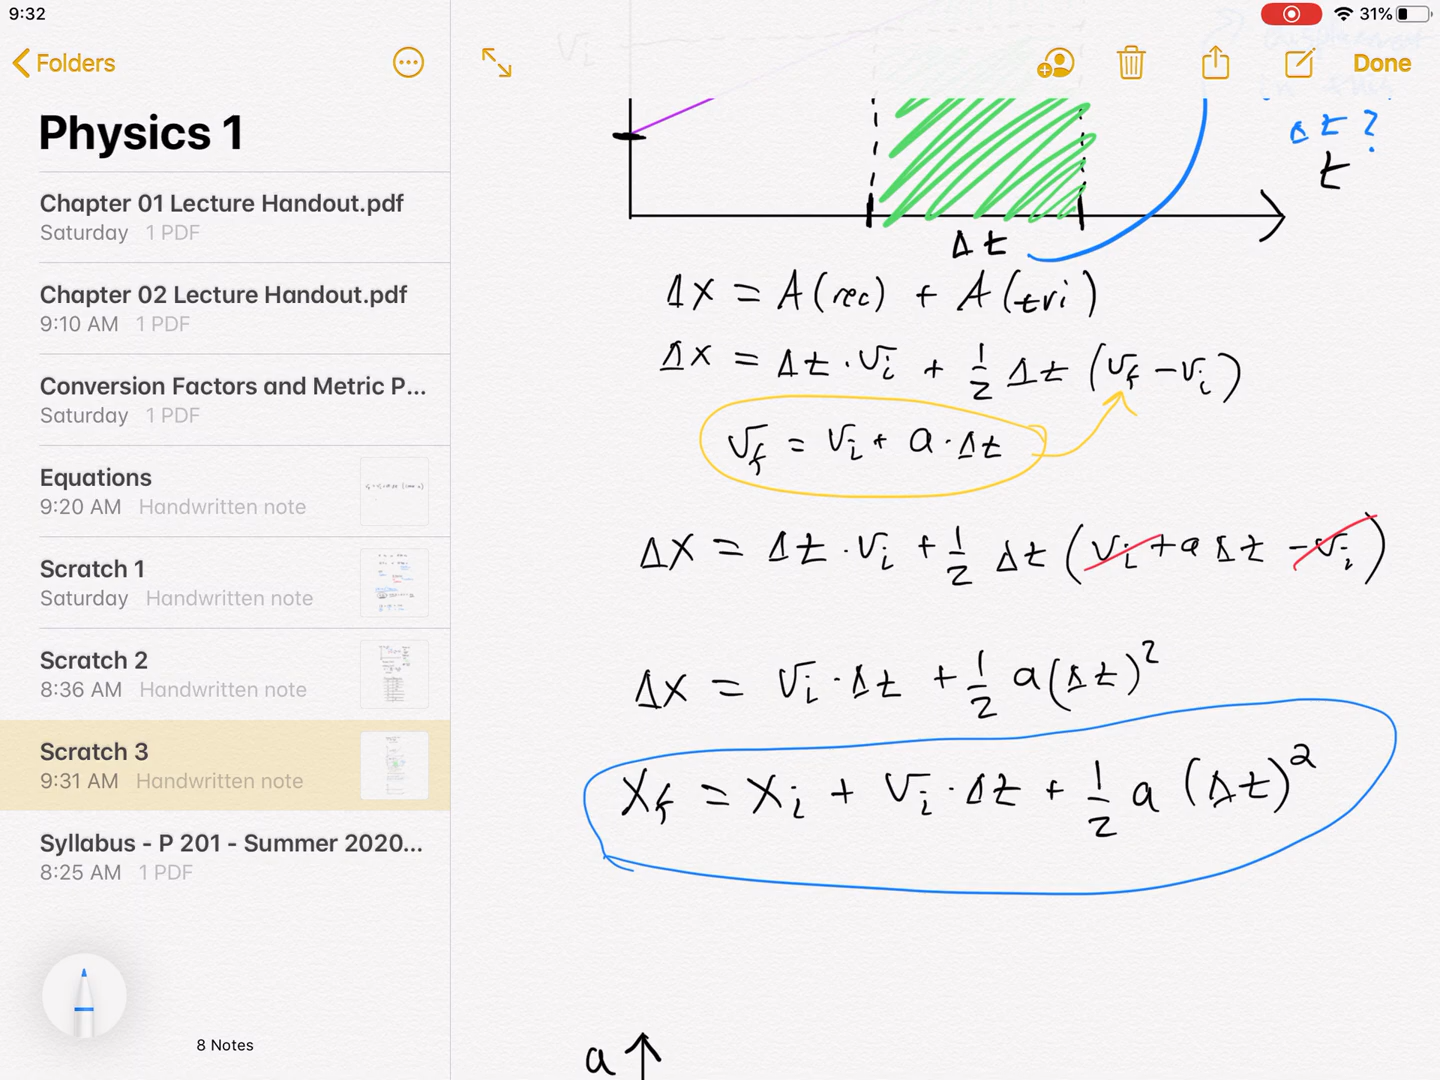 9:32
31%
Folders
Done
Physics 1
Chapter 01 Lecture Handout.pdf
Saturday 1 PDF
Chapter 02 Lecture Handout.pdf
9:10 AM 1 PDF
Conversion Factors and Metric P...
Saturday 1 PDF
Equations
9:20 AM Handwritten note
Scratch 1
Saturday Handwritten note
Scratch 2
8:36 AM Handwritten note
Scratch 3
9:31 AM Handwritten note
Syllabus - P 201 - Summer 2020...
8:25 AM 1 PDF
8 Notes
Vi
in this
Δt?
t
Δt
Δx = A(rec) + A(tri)
Δx = Δt · vi + 1/2 Δt (vf - vi)
vf = vi + a · Δt
Δx = Δt · vi + 1/2 Δt (vi + a Δt - vi)
Δx = vi · Δt + 1/2 a(Δt)²
xf = xi + vi · Δt + 1/2 a (Δt)²
a